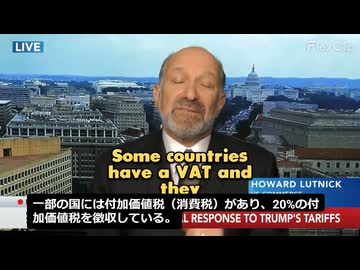 LIVE
FlexClip
Some countries
have a VAT and
they
HOWARD LUTNICK
一部の国には付加価値税（消費税）があり、20%の付
加価値税を徴収している。
AL RESPONSE TO TRUMP'S TARIFFS